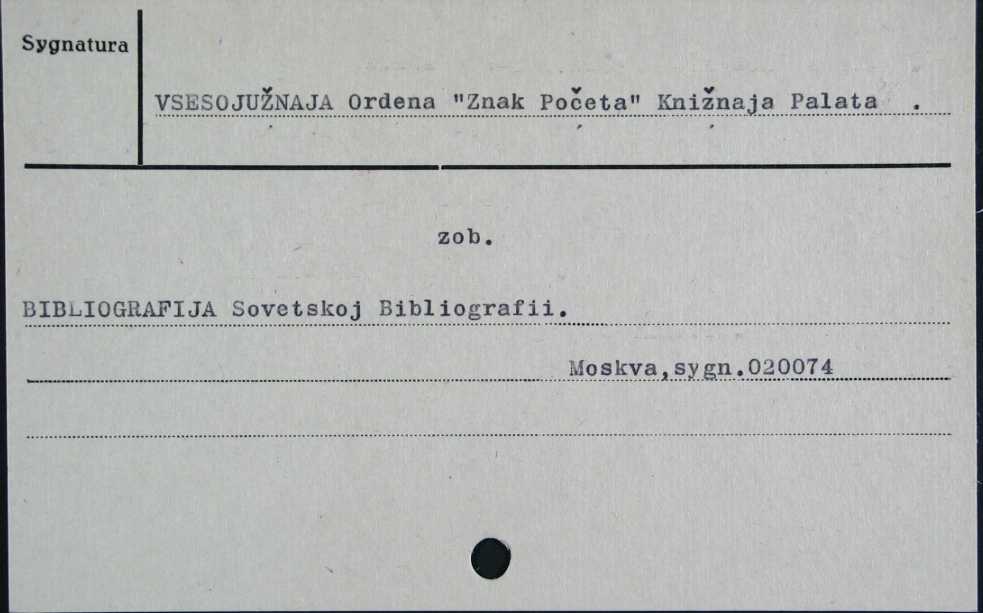 Sygnatura
VSESOJUŽNAJA Ordena "Znak Početa" Knižnaja Palata .
zob.
BIBLIOGRAFIJA Sovetskoj Bibliografii.
Moskva,sygn.020074